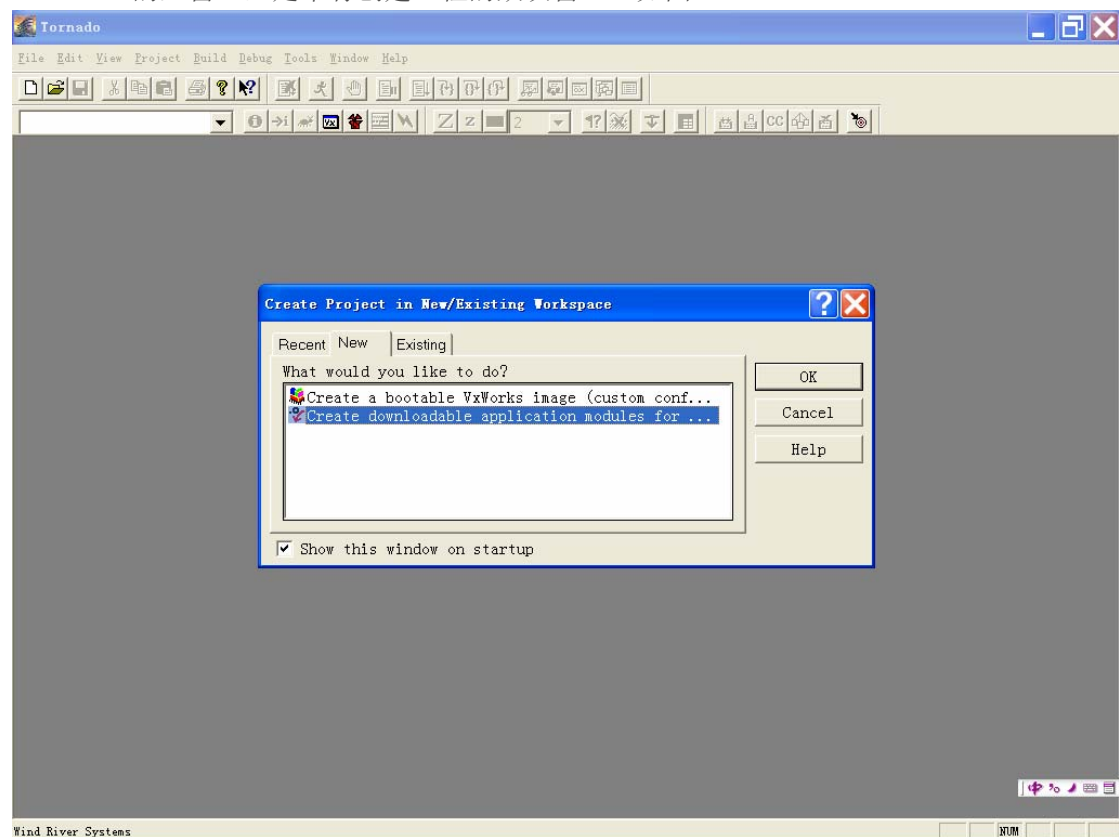 Tornado
File Edit View Project Build Debug Tools Window Help
2
Create Project in New/Existing Workspace
Recent New Existing
What would you like to do?
Create a bootable VxWorks image (custom conf...
Create downloadable application modules for ...
OK
Cancel
Help
Show this window on startup
中
Wind River Systems NUM